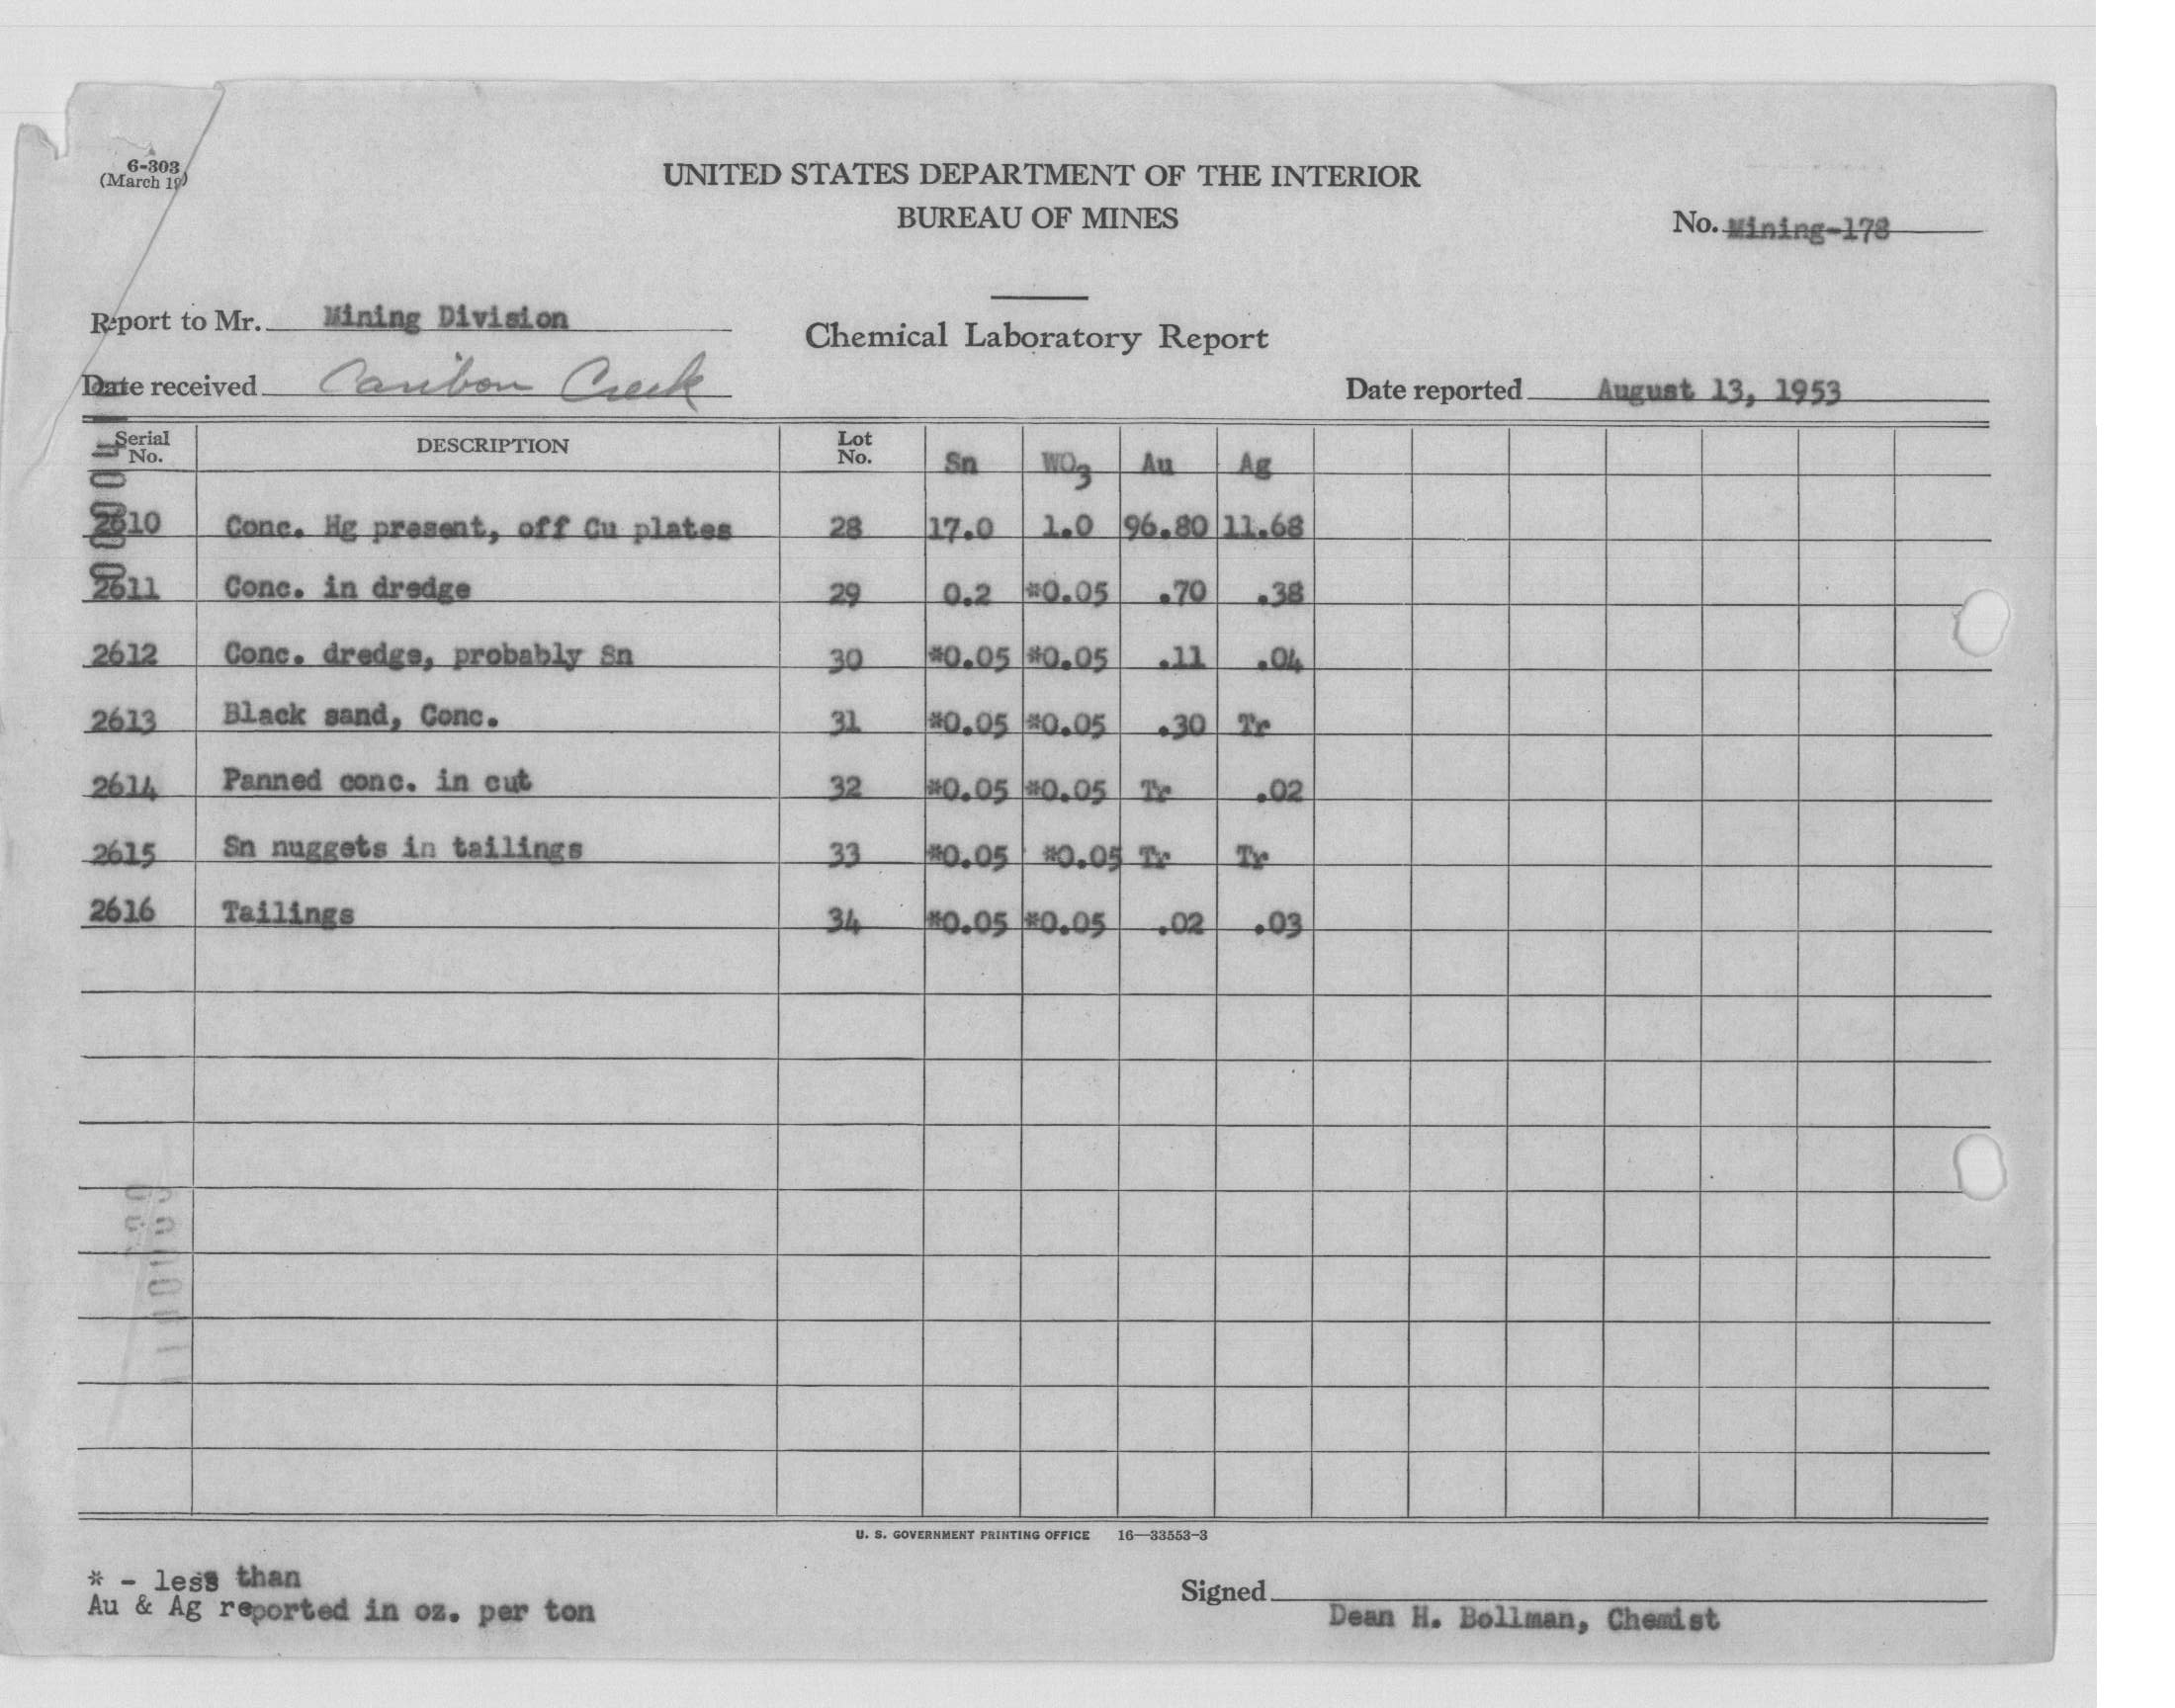 6-303
(March 19)
UNITED STATES DEPARTMENT OF THE INTERIOR
BUREAU OF MINES
No. Mining-178
Report to Mr. Mining Division
Chemical Laboratory Report
Date received Caribou Creek
Date reported August 13, 1953
Serial No. DESCRIPTION Lot No. Sn WO3 Au Ag
2610 Conc. Hg present, off Cu plates 28 17.0 1.0 96.80 11.68
2611 Conc. in dredge 29 0.2 *0.05 .70 .38
2612 Conc. dredge, probably Sn 30 *0.05 *0.05 .11 .04
2613 Black sand, Conc. 31 *0.05 *0.05 .30 Tr
2614 Panned conc. in cut 32 *0.05 *0.05 Tr .02
2615 Sn nuggets in tailings 33 *0.05 *0.05 Tr Tr
2616 Tailings 34 *0.05 *0.05 .02 .03
U. S. GOVERNMENT PRINTING OFFICE 16—33553-3
* - less than
Au & Ag reported in oz. per ton
Signed
Dean H. Bollman, Chemist